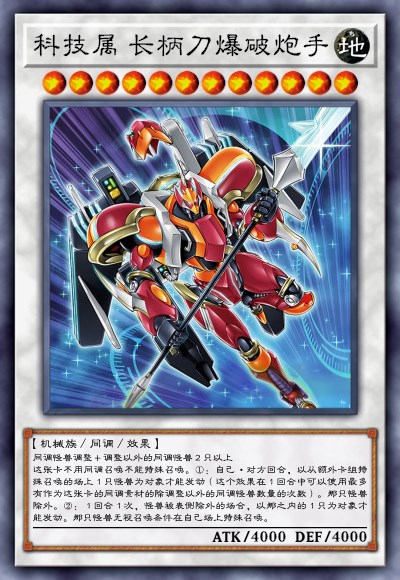 科技属 长柄刀爆破炮手
地
【机械族/同调/效果】
同调怪兽调整+调整以外的同调怪兽2只以上
这张卡不用同调召唤不能特殊召唤。①：自己·对方回合，以从额外卡组特
殊召唤的场上1只怪兽为对象才能发动（这个效果在1回合中可以使用最多
有作为这张卡的同调素材的除调整以外的同调怪兽数量的次数）。那只怪兽
除外。②：1回合1次，怪兽被表侧除外的场合，以那之内的1只为对象才
能发动。那只怪兽无视召唤条件在自己场上特殊召唤。
ATK/4000 DEF/4000